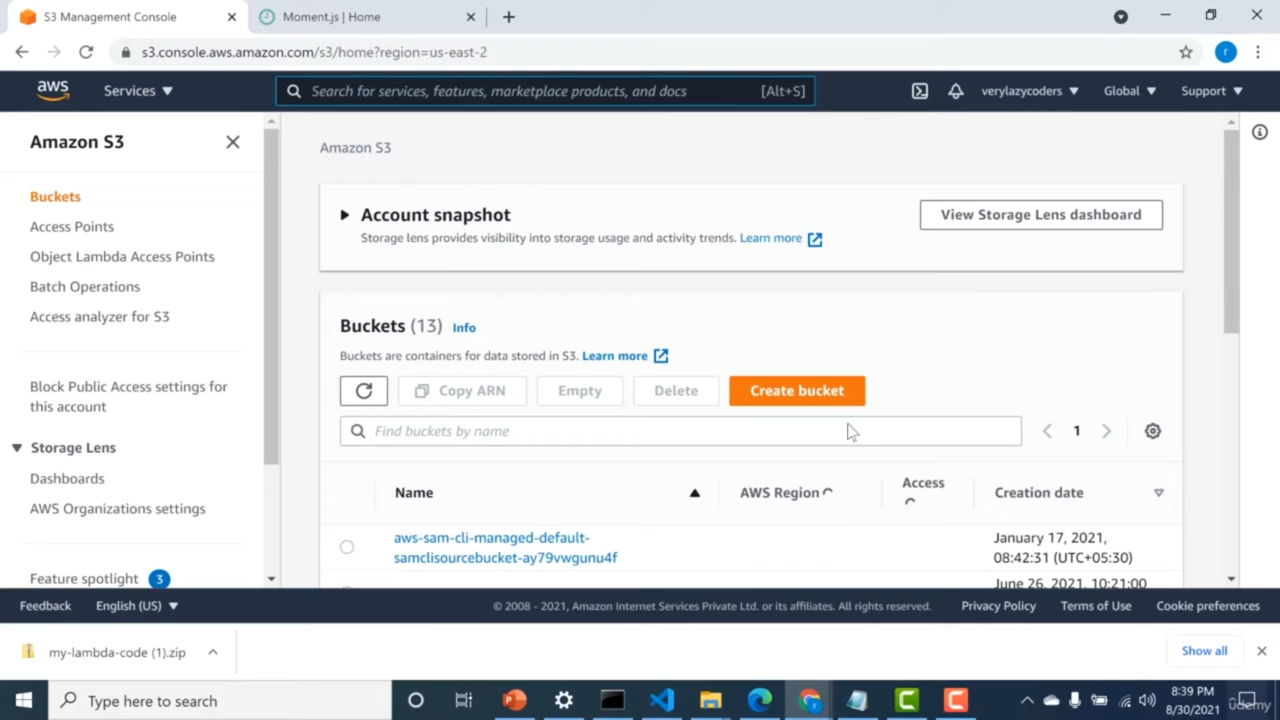 S3 Management Console
Moment.js | Home
s3.console.aws.amazon.com/s3/home?region=us-east-2
r
aws
Services
Search for services, features, marketplace products, and docs
[Alt+S]
verylazycoders
Global
Support
Amazon S3
Buckets
Access Points
Object Lambda Access Points
Batch Operations
Access analyzer for S3
Block Public Access settings for
this account
Storage Lens
Dashboards
AWS Organizations settings
Feature spotlight 3
Amazon S3
Account snapshot
Storage lens provides visibility into storage usage and activity trends. Learn more
View Storage Lens dashboard
Buckets (13) Info
Buckets are containers for data stored in S3. Learn more
Copy ARN
Empty
Delete
Create bucket
Find buckets by name
1
Name
AWS Region
Access
Creation date
aws-sam-cli-managed-default-
samclisourcebucket-ay79vwgunu4f
January 17, 2021,
08:42:31 (UTC+05:30)
June 26, 2021, 10:21:00
Feedback
English (US)
© 2008 - 2021, Amazon Internet Services Private Ltd. or its affiliates. All rights reserved.
Privacy Policy
Terms of Use
Cookie preferences
my-lambda-code (1).zip
Show all
Type here to search
8:39 PM
8/30/2021
udemy